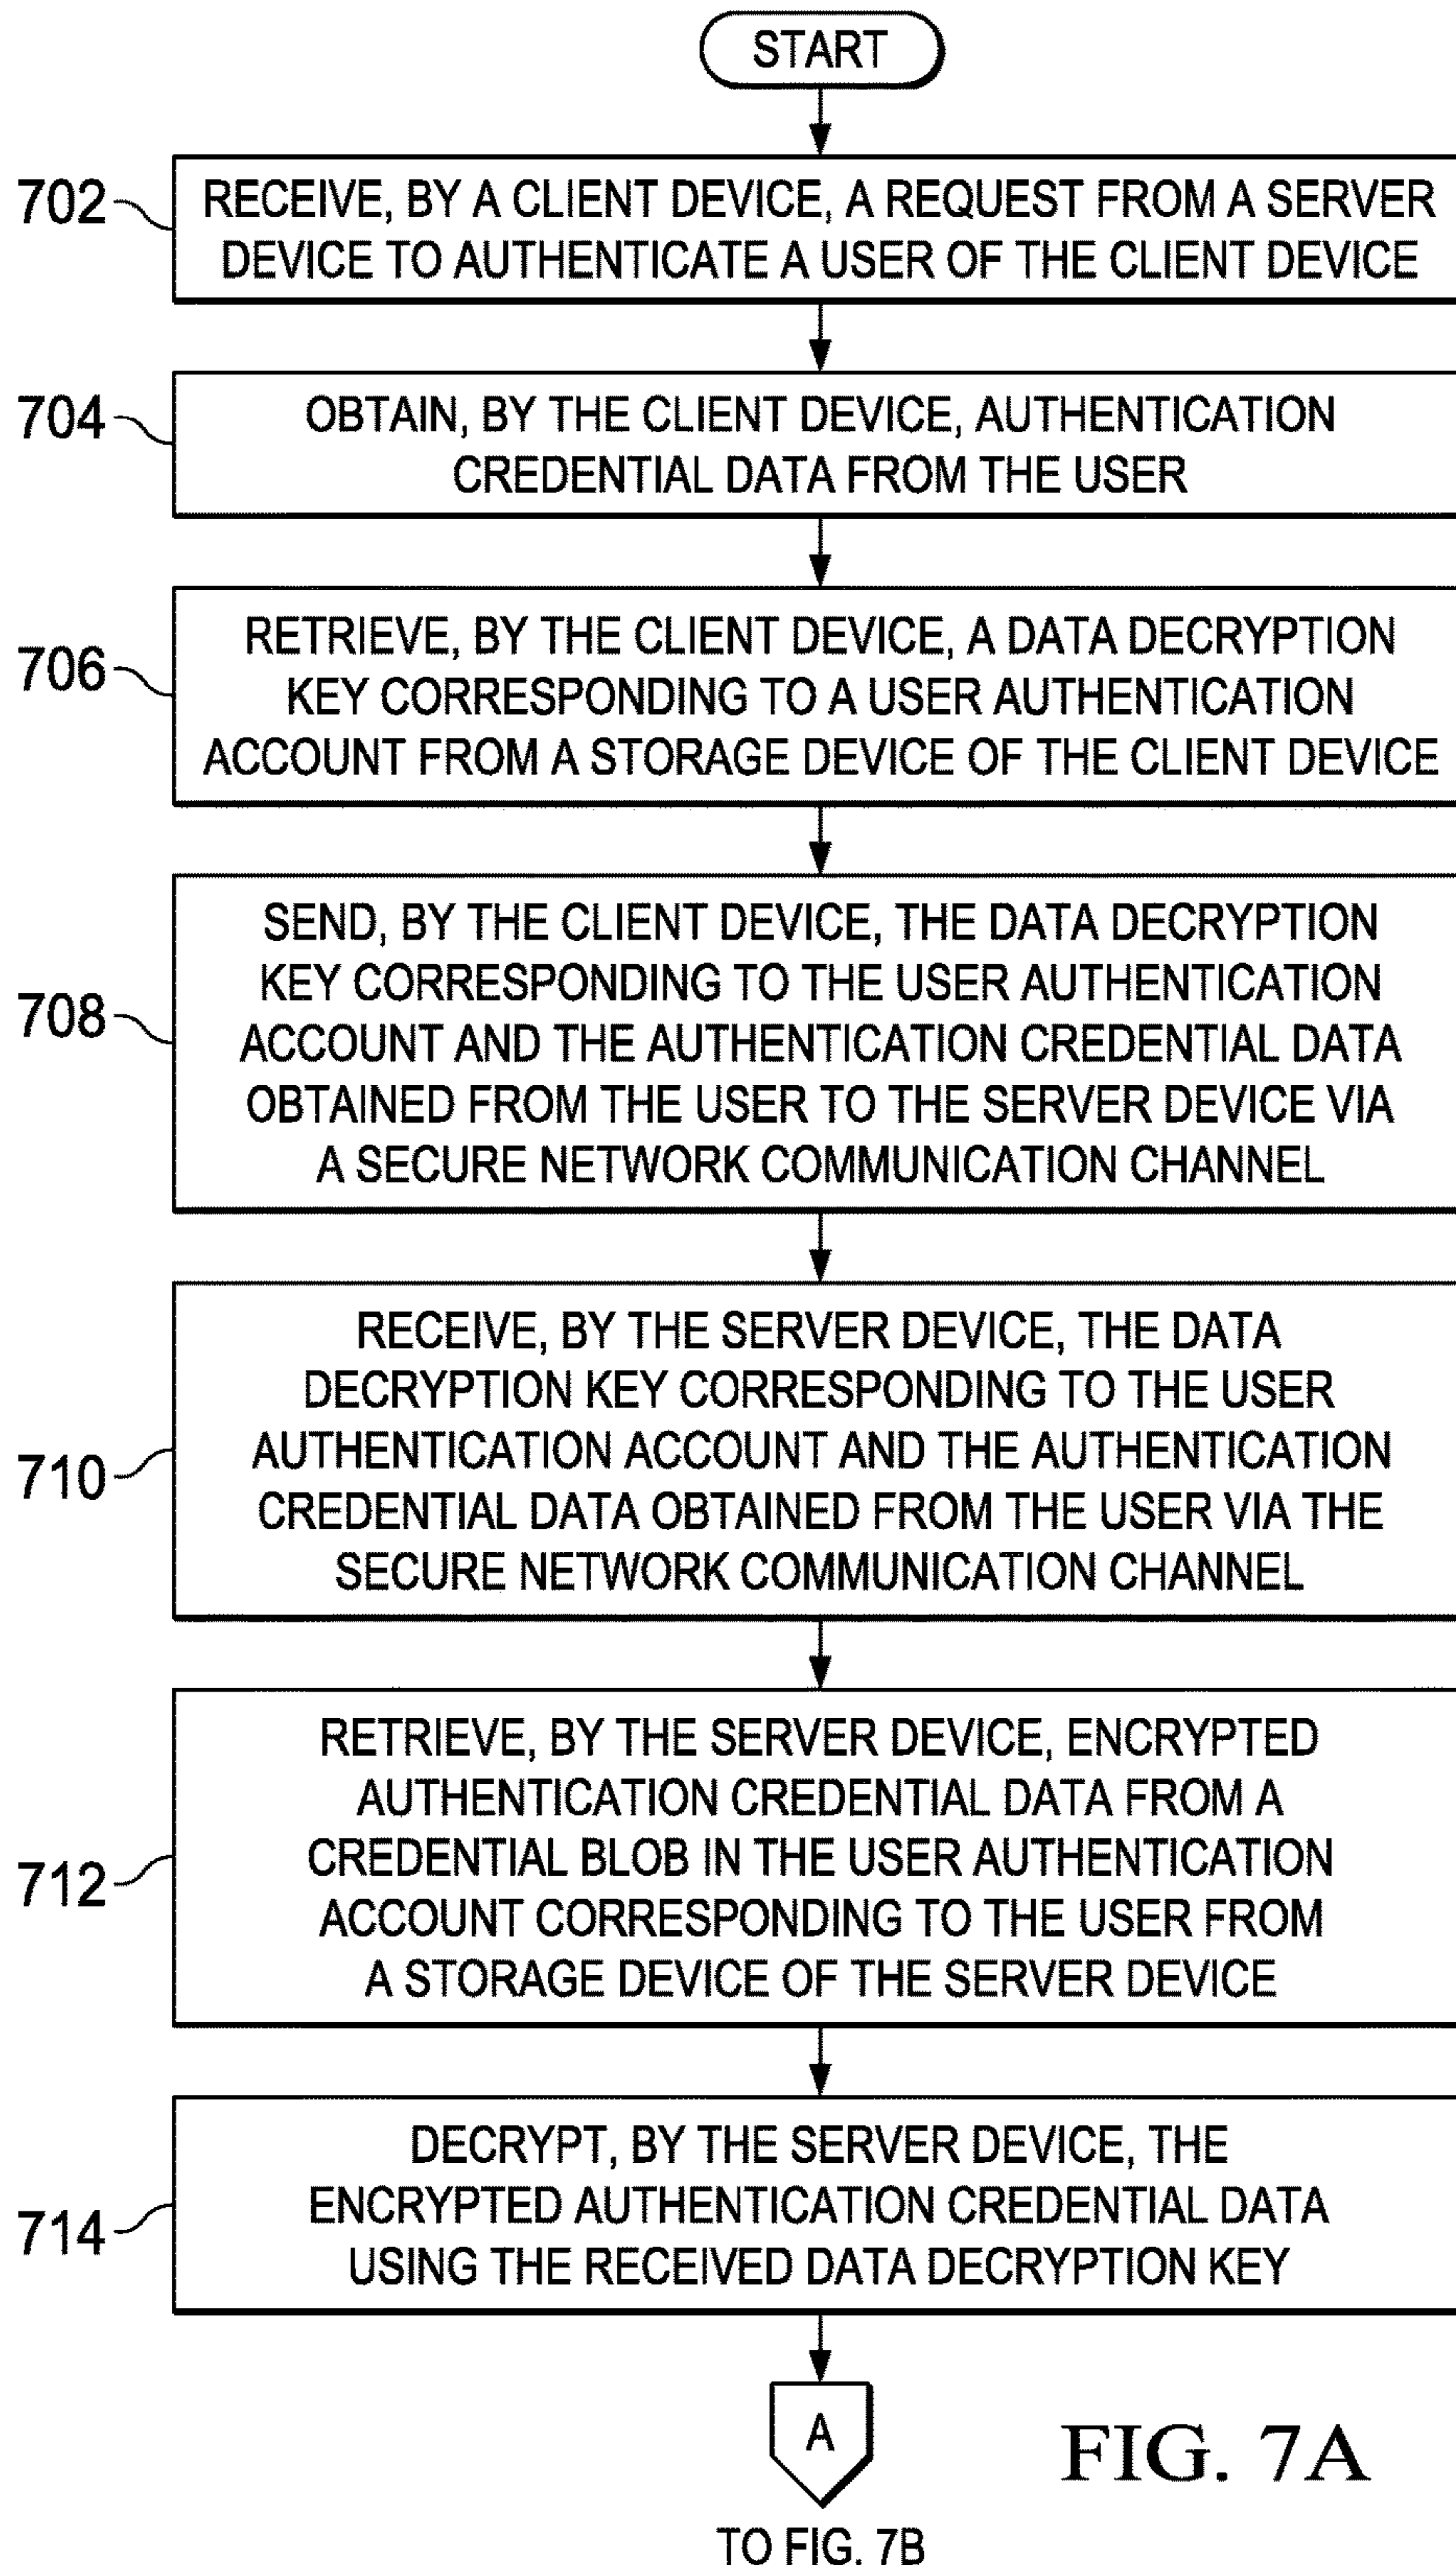 START
702
RECEIVE, BY A CLIENT DEVICE, A REQUEST FROM A SERVER
DEVICE TO AUTHENTICATE A USER OF THE CLIENT DEVICE
704
OBTAIN, BY THE CLIENT DEVICE, AUTHENTICATION
CREDENTIAL DATA FROM THE USER
706
RETRIEVE, BY THE CLIENT DEVICE, A DATA DECRYPTION
KEY CORRESPONDING TO A USER AUTHENTICATION
ACCOUNT FROM A STORAGE DEVICE OF THE CLIENT DEVICE
708
SEND, BY THE CLIENT DEVICE, THE DATA DECRYPTION
KEY CORRESPONDING TO THE USER AUTHENTICATION
ACCOUNT AND THE AUTHENTICATION CREDENTIAL DATA
OBTAINED FROM THE USER TO THE SERVER DEVICE VIA
A SECURE NETWORK COMMUNICATION CHANNEL
710
RECEIVE, BY THE SERVER DEVICE, THE DATA
DECRYPTION KEY CORRESPONDING TO THE USER
AUTHENTICATION ACCOUNT AND THE AUTHENTICATION
CREDENTIAL DATA OBTAINED FROM THE USER VIA THE
SECURE NETWORK COMMUNICATION CHANNEL
712
RETRIEVE, BY THE SERVER DEVICE, ENCRYPTED
AUTHENTICATION CREDENTIAL DATA FROM A
CREDENTIAL BLOB IN THE USER AUTHENTICATION
ACCOUNT CORRESPONDING TO THE USER FROM
A STORAGE DEVICE OF THE SERVER DEVICE
714
DECRYPT, BY THE SERVER DEVICE, THE
ENCRYPTED AUTHENTICATION CREDENTIAL DATA
USING THE RECEIVED DATA DECRYPTION KEY
A
FIG. 7A
TO FIG. 7B